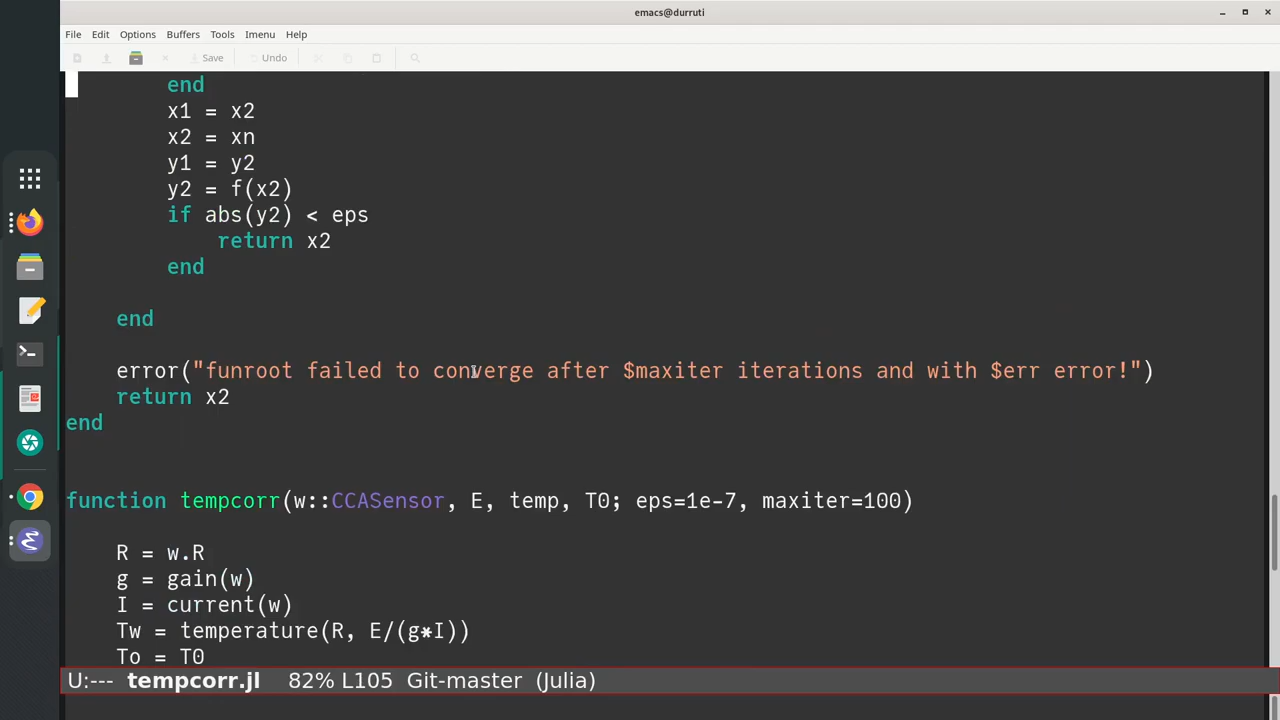 emacs@durruti
File Edit Options Buffers Tools Imenu Help
Save Undo
end
x1 = x2
x2 = xn
y1 = y2
y2 = f(x2)
if abs(y2) < eps
return x2
end
end
error("funroot failed to converge after $maxiter iterations and with $err error!")
return x2
end
function tempcorr(w::CCASensor, E, temp, T0; eps=1e-7, maxiter=100)
R = w.R
g = gain(w)
I = current(w)
Tw = temperature(R, E/(g*I))
To = T0
U:--- tempcorr.jl 82% L105 Git-master (Julia)